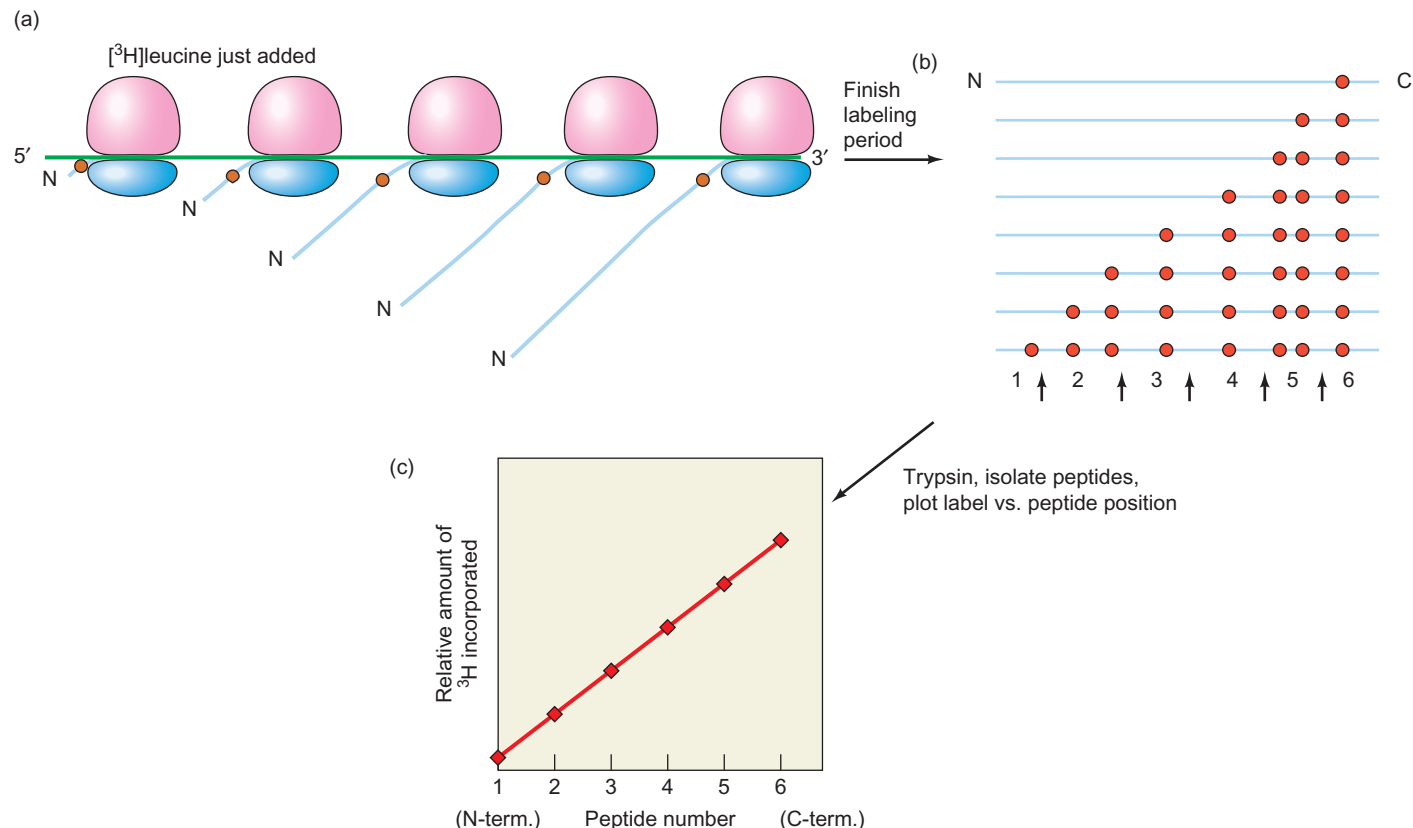 (a)
[³H]leucine just added
5′
3′
N
N
N
N
N
Finish
labeling
period
(b)
N
C
1
2
3
4
5
6
Trypsin, isolate peptides,
plot label vs. peptide position
(c)
Relative amount of
³H incorporated
1
2
3
4
5
6
(N-term.)
Peptide number
(C-term.)